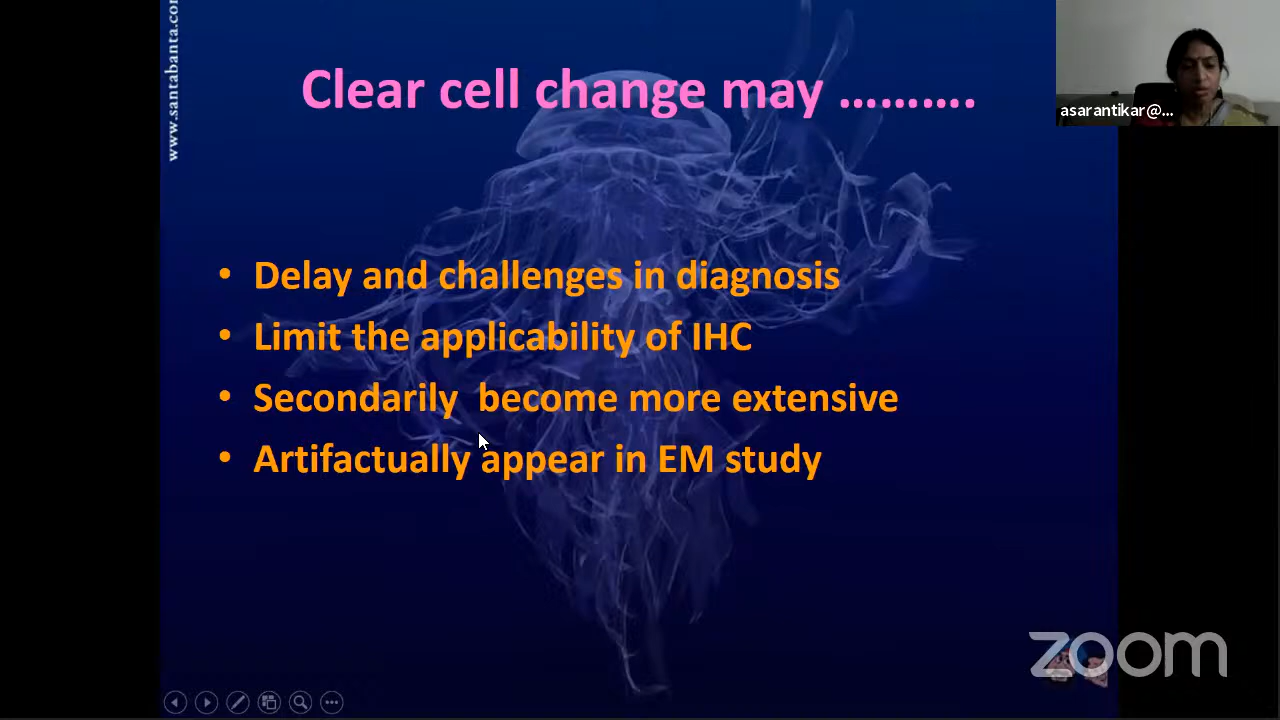 www.santabanta.com
Clear cell change may ..........
asarantikar@...
• Delay and challenges in diagnosis
• Limit the applicability of IHC
• Secondarily become more extensive
• Artifactually appear in EM study
zoom